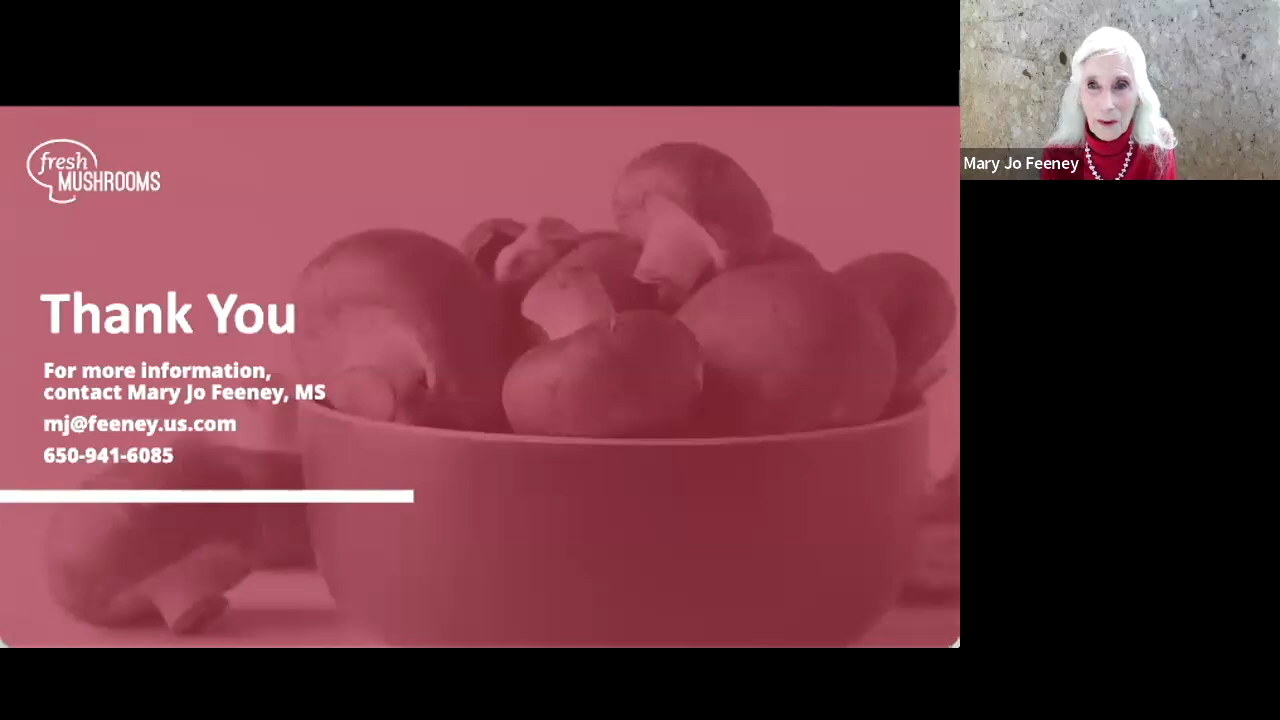 fresh
MUSHROOMS
Thank You
For more information,
contact Mary Jo Feeney, MS
mj@feeney.us.com
650-941-6085
Mary Jo Feeney